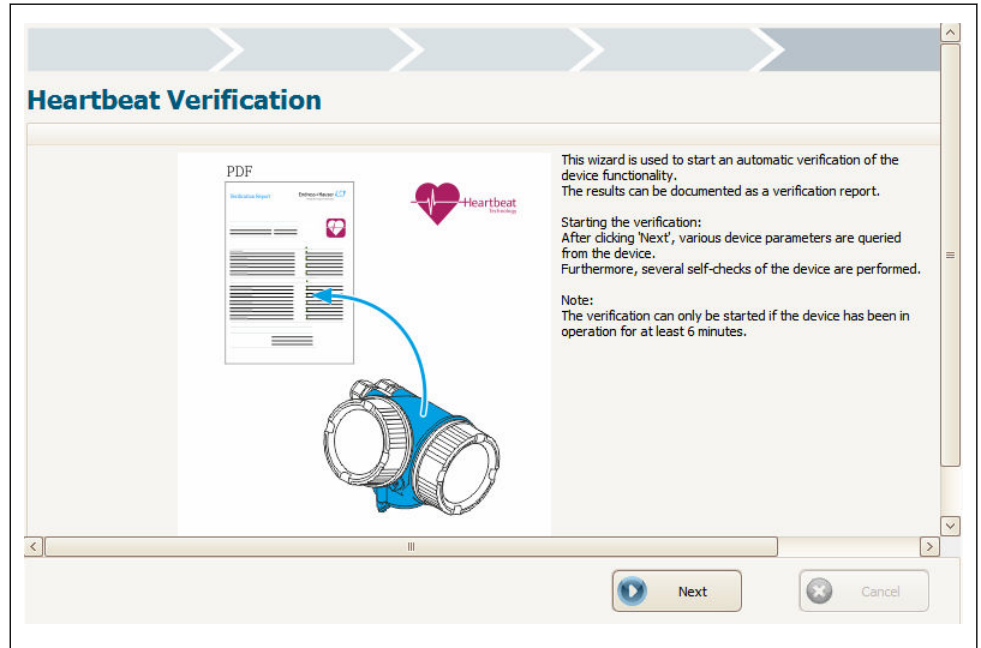 Heartbeat Verification
PDF
Verification Report
Endress+Hauser
Heartbeat
Technology
This wizard is used to start an automatic verification of the
device functionality.
The results can be documented as a verification report.
Starting the verification:
After clicking 'Next', various device parameters are queried
from the device.
Furthermore, several self-checks of the device are performed.
Note:
The verification can only be started if the device has been in
operation for at least 6 minutes.
Next
Cancel